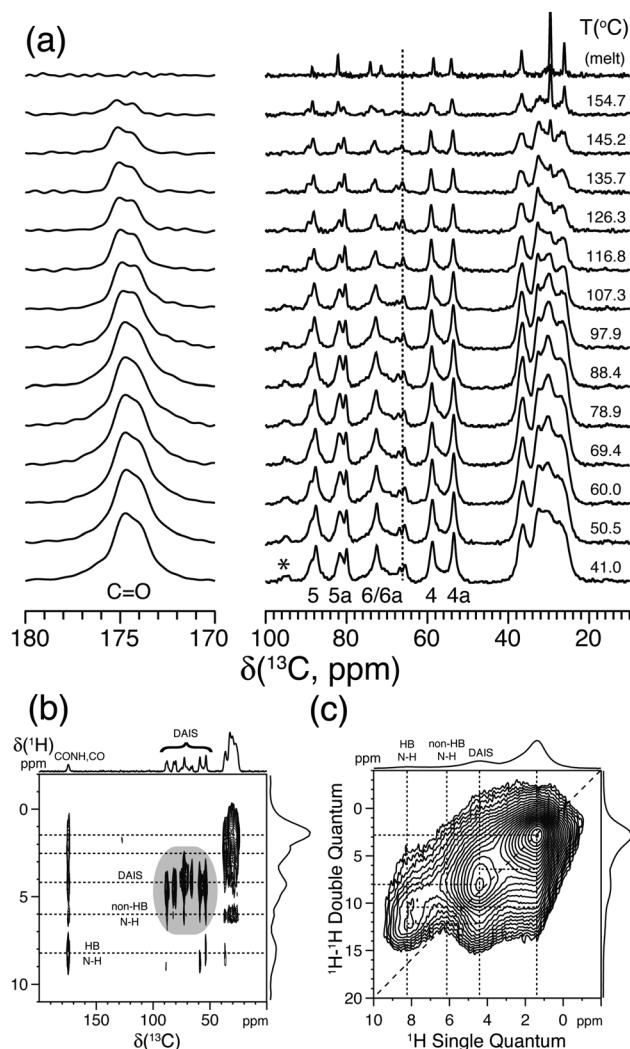 (a)
T(°C)
(melt)
154.7
145.2
135.7
126.3
116.8
107.3
97.9
88.4
78.9
69.4
60.0
50.5
41.0
C=O
*
5 5a 6/6a 4 4a
180 175 170
100 80 60 40 20
δ(¹³C, ppm)
(b)
δ(¹H)
ppm
CONH,CO
DAIS
0
DAIS
5
non-HB
N-H
HB
N-H
10
150 100 50 ppm
δ(¹³C)
(c)
ppm
HB
N-H
non-HB
N-H
DAIS
0
5
10
15
20
¹H-¹H Double Quantum
10 8 6 4 2 0 ppm
¹H Single Quantum